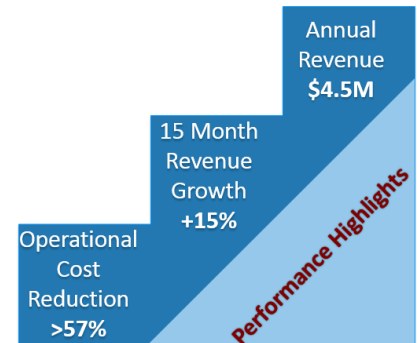 Annual
Revenue
$4.5M
15 Month
Revenue
Growth
+15%
Operational
Cost
Reduction
>57%
Performance Highlights